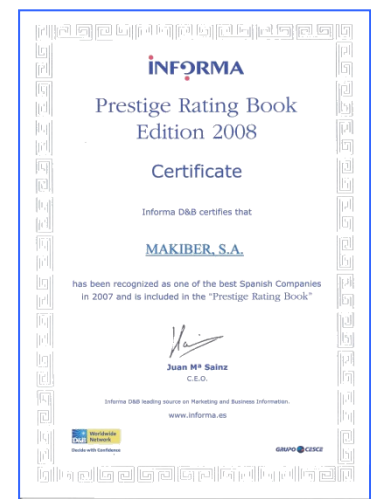 INFORMA
Prestige Rating Book
Edition 2008
Certificate
Informa D&B certifies that
MAKIBER, S.A.
has been recognized as one of the best Spanish Companies
in 2007 and is included in the "Prestige Rating Book"
Juan Mª Sainz
C.E.O.
Informa D&B leading source on Marketing and Business Information.
www.informa.es
D&B Worldwide
Network
Decide with Confidence
GRUPO CESCE